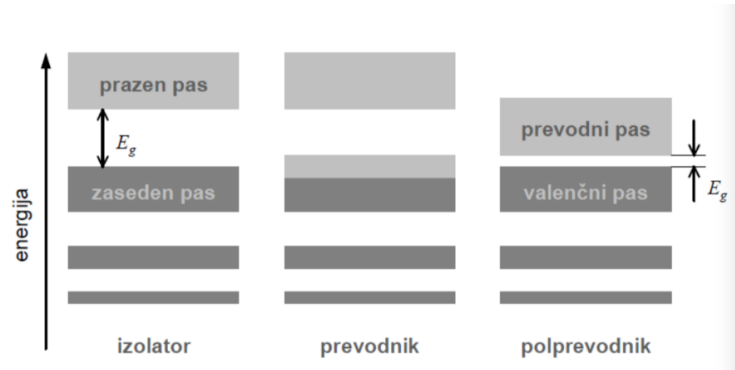 prazen pas
E_g
zaseden pas
prevodni pas
valenčni pas
E_g
energija
izolator
prevodnik
polprevodnik